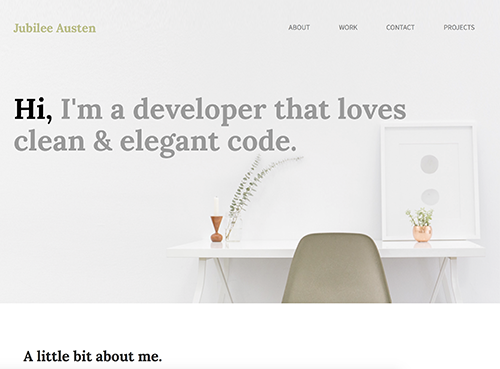 Jubilee Austen
ABOUT WORK CONTACT PROJECTS
Hi, I'm a developer that loves
clean & elegant code.
A little bit about me.